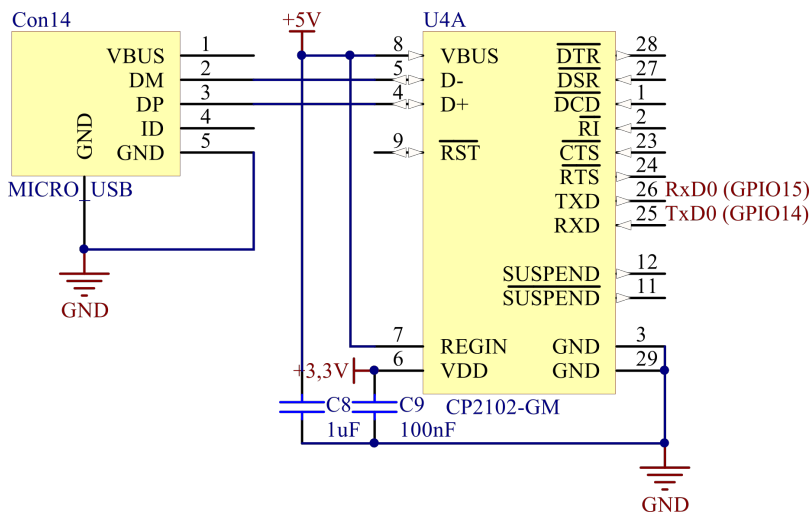 Con14
VBUS 1
DM 2
DP 3
ID 4
GND 5
GND
MICRO_USB
GND
+5V
U4A
8 VBUS
5 D-
4 D+
9 RST
7 REGIN
6 VDD
DTR 28
DSR 27
DCD 1
RI 2
CTS 23
RTS 24
TXD 26 RxD0 (GPIO15)
RXD 25 TxD0 (GPIO14)
SUSPEND 12
SUSPEND 11
GND 3
GND 29
+3,3V
CP2102-GM
C8
1uF
C9
100nF
GND